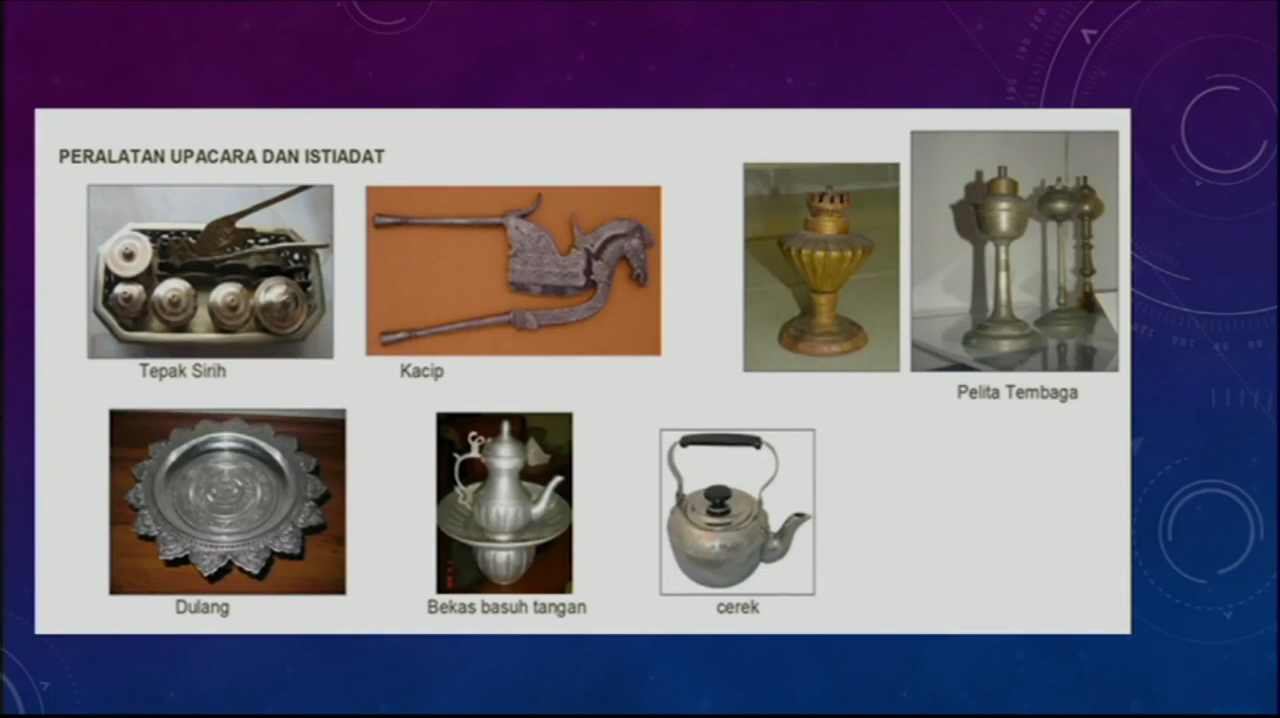 PERALATAN UPACARA DAN ISTIADAT
Tepak Sirih
Kacip
Pelita Tembaga
Dulang
Bekas basuh tangan
cerek